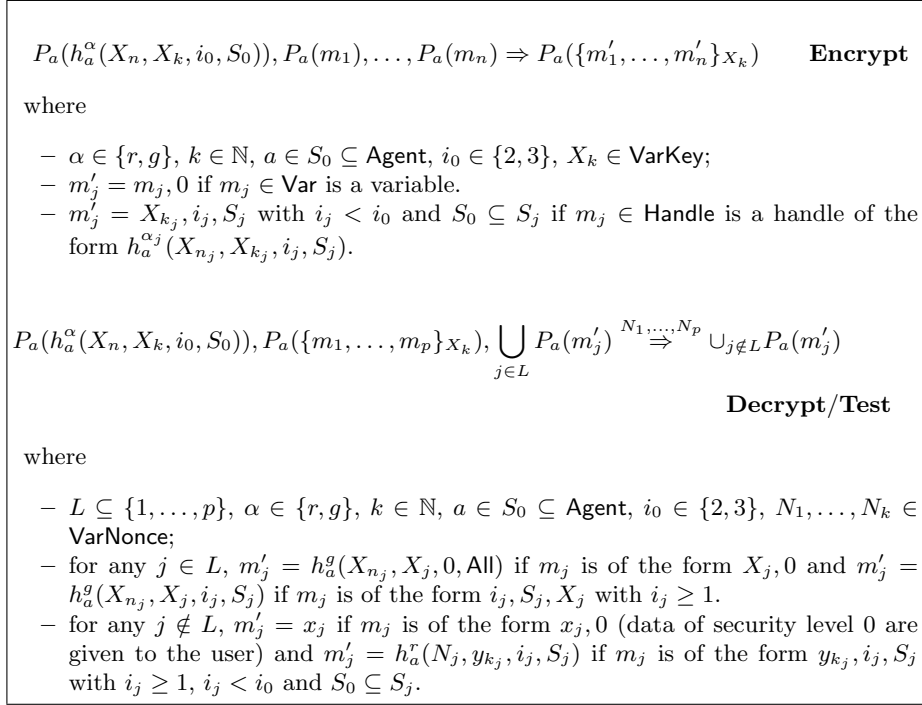 P_a(h_a^α(X_n, X_k, i_0, S_0)), P_a(m_1), . . . , P_a(m_n) ⇒ P_a({m'_1, . . . , m'_n}_{X_k}) Encrypt
where
– α ∈ {r, g}, k ∈ ℕ, a ∈ S_0 ⊆ Agent, i_0 ∈ {2, 3}, X_k ∈ VarKey;
– m'_j = m_j, 0 if m_j ∈ Var is a variable.
– m'_j = X_{k_j}, i_j, S_j with i_j < i_0 and S_0 ⊆ S_j if m_j ∈ Handle is a handle of the
form h_a^{α_j}(X_{n_j}, X_{k_j}, i_j, S_j).
P_a(h_a^α(X_n, X_k, i_0, S_0)), P_a({m_1, . . . , m_p}_{X_k}), ⋃_{j∈L} P_a(m'_j) ⇒^{N_1,...,N_p} ∪_{j∉L} P_a(m'_j)
Decrypt/Test
where
– L ⊆ {1, . . . , p}, α ∈ {r, g}, k ∈ ℕ, a ∈ S_0 ⊆ Agent, i_0 ∈ {2, 3}, N_1, . . . , N_k ∈
VarNonce;
– for any j ∈ L, m'_j = h_a^g(X_{n_j}, X_j, 0, All) if m_j is of the form X_j, 0 and m'_j =
h_a^g(X_{n_j}, X_j, i_j, S_j) if m_j is of the form i_j, S_j, X_j with i_j ≥ 1.
– for any j ∉ L, m'_j = x_j if m_j is of the form x_j, 0 (data of security level 0 are
given to the user) and m'_j = h_a^r(N_j, y_{k_j}, i_j, S_j) if m_j is of the form y_{k_j}, i_j, S_j
with i_j ≥ 1, i_j < i_0 and S_0 ⊆ S_j.